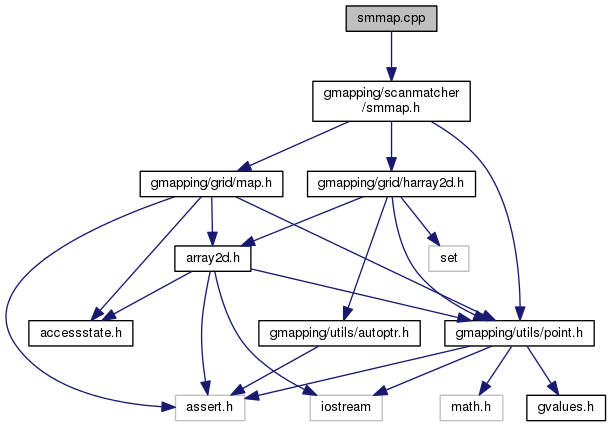 smmap.cpp
gmapping/scanmatcher
/smmap.h
gmapping/grid/map.h
gmapping/grid/harray2d.h
array2d.h
set
accessstate.h
gmapping/utils/autoptr.h
gmapping/utils/point.h
assert.h
iostream
math.h
gvalues.h